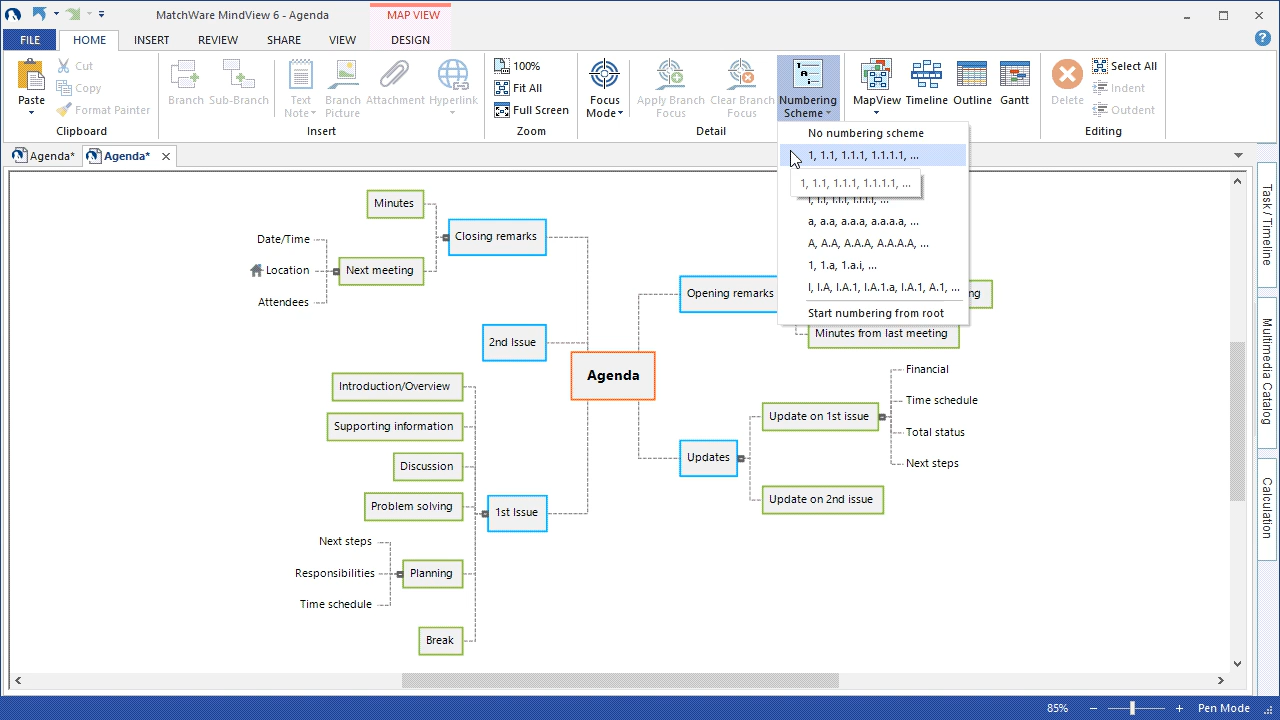 MatchWare MindView 6 - Agenda
MAP VIEW
FILE
HOME
INSERT
REVIEW
SHARE
VIEW
DESIGN
Paste
Cut
Copy
Format Painter
Clipboard
Branch
Sub-Branch
Text Note
Branch Picture
Attachment
Hyperlink
Insert
100%
Fit All
Full Screen
Zoom
Focus Mode
Apply Branch Focus
Clear Branch Focus
Numbering Scheme
Detail
MapView
Timeline
Outline
Gantt
Delete
Select All
Indent
Outdent
Editing
Agenda*
Agenda*
No numbering scheme
1, 1.1, 1.1.1, 1.1.1.1, ...
1, 1.1, 1.1.1, 1.1.1.1, ...
a, a.a, a.a.a, a.a.a.a, ...
A, A.A, A.A.A, A.A.A.A, ...
1, 1.a, 1.a.i, ...
I, I.A, I.A.1, I.A.1.a, I.A.1, A.1, ...
Start numbering from root
Minutes
Closing remarks
Date/Time
Location
Attendees
Next meeting
2nd Issue
Agenda
Opening remarks
Minutes from last meeting
Introduction/Overview
Supporting information
Discussion
Problem solving
1st Issue
Next steps
Responsibilities
Time schedule
Planning
Break
Updates
Update on 1st issue
Financial
Time schedule
Total status
Next steps
Update on 2nd issue
Task / Timeline
Multimedia Catalog
Calculation
85%
Pen Mode